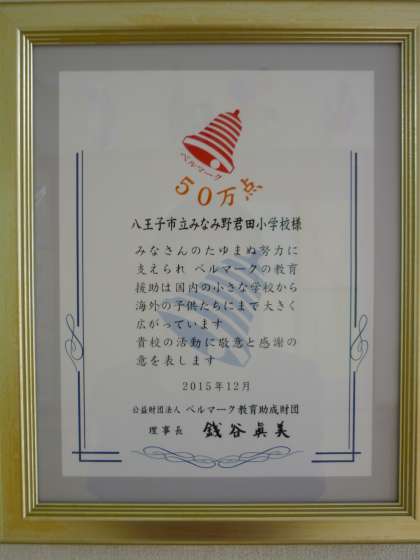 ベルマーク
50万点
八王子市立みなみ野君田小学校様
みなさんのたゆまぬ努力に
支えられ ベルマークの教育
援助は国内の小さな学校から
海外の子供たちにまで大きく
広がっています
貴校の活動に敬意と感謝の
意を表します
2015年12月
公益財団法人 ベルマーク教育助成財団
理事長 銭谷眞美